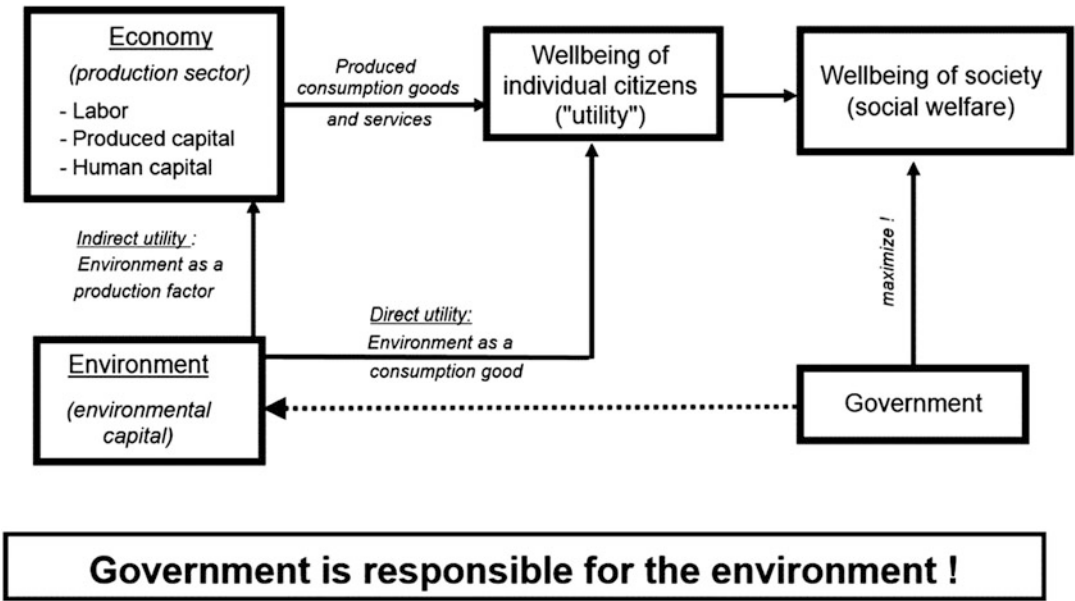 Economy
(production sector)
- Labor
- Produced capital
- Human capital
Produced
consumption goods
and services
Wellbeing of
individual citizens
("utility")
Wellbeing of society
(social welfare)
Indirect utility :
Environment as a
production factor
Direct utility:
Environment as a
consumption good
maximize !
Environment
(environmental
capital)
Government
Government is responsible for the environment !